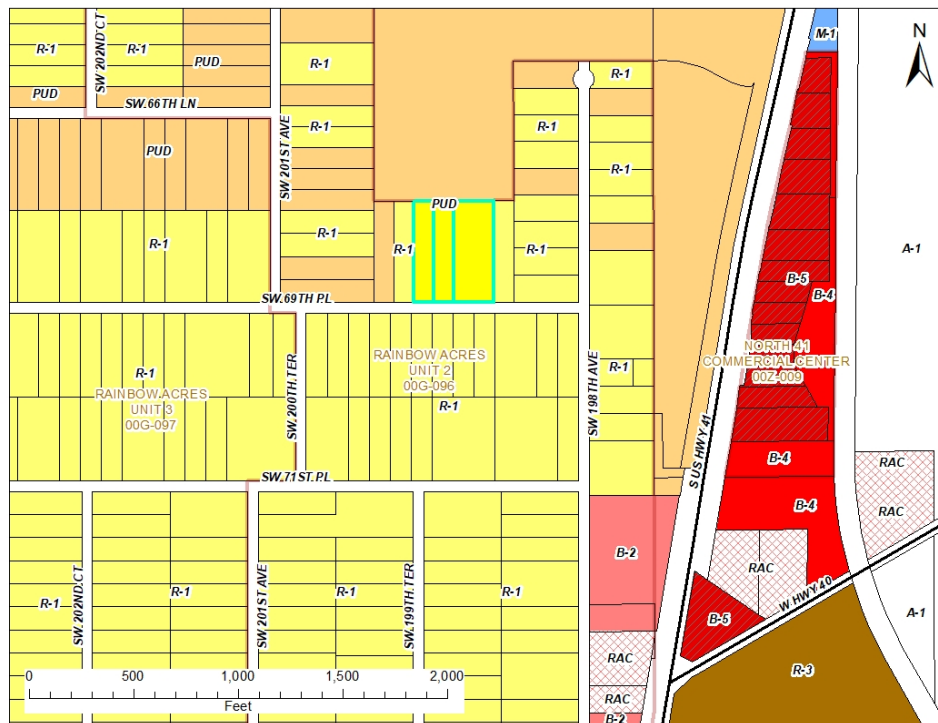 N
M-1
R-1
SW 202ND CT
R-1
PUD
R-1
R-1
PUD
SW 66TH LN
SW 201ST AVE
R-1
R-1
PUD
R-1
PUD
R-1
R-1
R-1
R-1
A-1
B-5
B-4
SW 69TH PL
RAINBOW ACRES
UNIT 2
00G-096
R-1
NORTH 41
COMMERCIAL CENTER
00Z-009
R-1
RAINBOW ACRES
UNIT 3
00G-097
SW 200TH TER
R-1
SW 198TH AVE
S US HWY 41
B-4
RAC
SW 71ST PL
B-4
RAC
B-2
RAC
W HWY 40
R-1
SW 202ND CT
R-1
SW 201ST AVE
R-1
SW 199TH TER
R-1
B-5
A-1
RAC
R-3
RAC
B-2
0 500 1,000 1,500 2,000
Feet